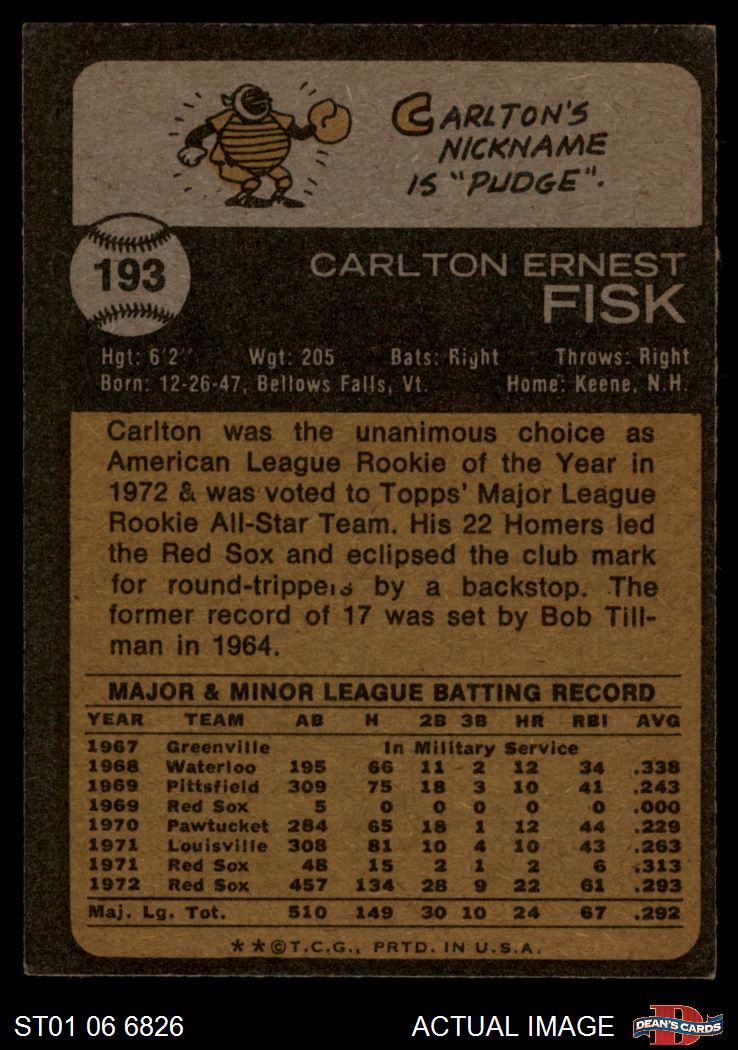 CARLTON'S
NICKNAME
IS "PUDGE".
193
CARLTON ERNEST
FISK
Hgt: 6'2" Wgt: 205 Bats: Right Throws: Right
Born: 12-26-47, Bellows Falls, Vt. Home: Keene, N.H.
Carlton was the unanimous choice as
American League Rookie of the Year in
1972 & was voted to Topps' Major League
Rookie All-Star Team. His 22 Homers led
the Red Sox and eclipsed the club mark
for round-trippers by a backstop. The
former record of 17 was set by Bob Till-
man in 1964.
MAJOR & MINOR LEAGUE BATTING RECORD
YEAR TEAM AB H 2B 3B HR RBI AVG
1967 Greenville In Military Service
1968 Waterloo 195 66 11 2 12 34 .338
1969 Pittsfield 309 75 18 3 10 41 .243
1969 Red Sox 5 0 0 0 0 0 .000
1970 Pawtucket 284 65 18 1 12 44 .229
1971 Louisville 308 81 10 4 10 43 .263
1971 Red Sox 48 15 2 1 2 6 .313
1972 Red Sox 457 134 28 9 22 61 .293
Maj. Lg. Tot. 510 149 30 10 24 67 .292
**©T.C.G., PRTD. IN U.S.A.
ST01 06 6826 ACTUAL IMAGE
D
DEAN'S CARDS